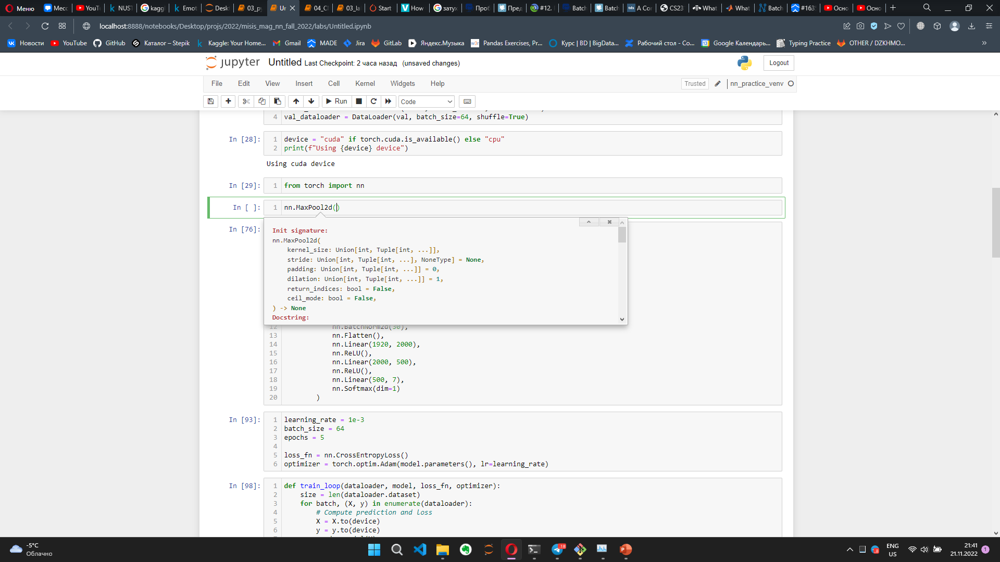 Меню
Месс
YouTu
NUST
kaggl
Emot
Deskt
03_py
Ur
04_Cl
03_la
Start
How
затух
Проб
Пред
#12.
Batch
Batch
A Co
CS23
What
What
Batch
#163
Осно
Осно
localhost:8888/notebooks/Desktop/projs/2022/misis_mag_nn_fall_2022/labs/Untitled.ipynb
Новости
YouTube
GitHub
Каталог – Stepik
Kaggle: Your Home...
Gmail
MADE
Jira
GitLab
Яндекс.Музыка
Pandas Exercises, Pr...
Курс | BD | BigData...
Рабочий стол - Co...
Google Календарь...
Typing Practice
OTHER / DZKHMO...
jupyter Untitled Last Checkpoint: 2 часа назад (unsaved changes)
Logout
File Edit View Insert Cell Kernel Widgets Help
Trusted
nn_practice_venv
Run
Code
4 val_dataloader = DataLoader(val, batch_size=64, shuffle=True)
In [28]:
1 device = "cuda" if torch.cuda.is_available() else "cpu"
2 print(f"Using {device} device")
Using cuda device
In [29]:
1 from torch import nn
In [ ]:
1 nn.MaxPool2d()
In [76]:
Init signature:
nn.MaxPool2d(
    kernel_size: Union[int, Tuple[int, ...]],
    stride: Union[int, Tuple[int, ...], NoneType] = None,
    padding: Union[int, Tuple[int, ...]] = 0,
    dilation: Union[int, Tuple[int, ...]] = 1,
    return_indices: bool = False,
    ceil_mode: bool = False,
) -> None
Docstring:
12 nn.BatchNorm2d(30),
13 nn.Flatten(),
14 nn.Linear(1920, 2000),
15 nn.ReLU(),
16 nn.Linear(2000, 500),
17 nn.ReLU(),
18 nn.Linear(500, 7),
19 nn.Softmax(dim=1)
20 )
In [93]:
1 learning_rate = 1e-3
2 batch_size = 64
3 epochs = 5
4
5 loss_fn = nn.CrossEntropyLoss()
6 optimizer = torch.optim.Adam(model.parameters(), lr=learning_rate)
In [98]:
1 def train_loop(dataloader, model, loss_fn, optimizer):
2     size = len(dataloader.dataset)
3     for batch, (X, y) in enumerate(dataloader):
4         # Compute prediction and loss
5         X = X.to(device)
6         y = y.to(device)
-5°C
Облачно
18
ENG
US
21:41
21.11.2022
1